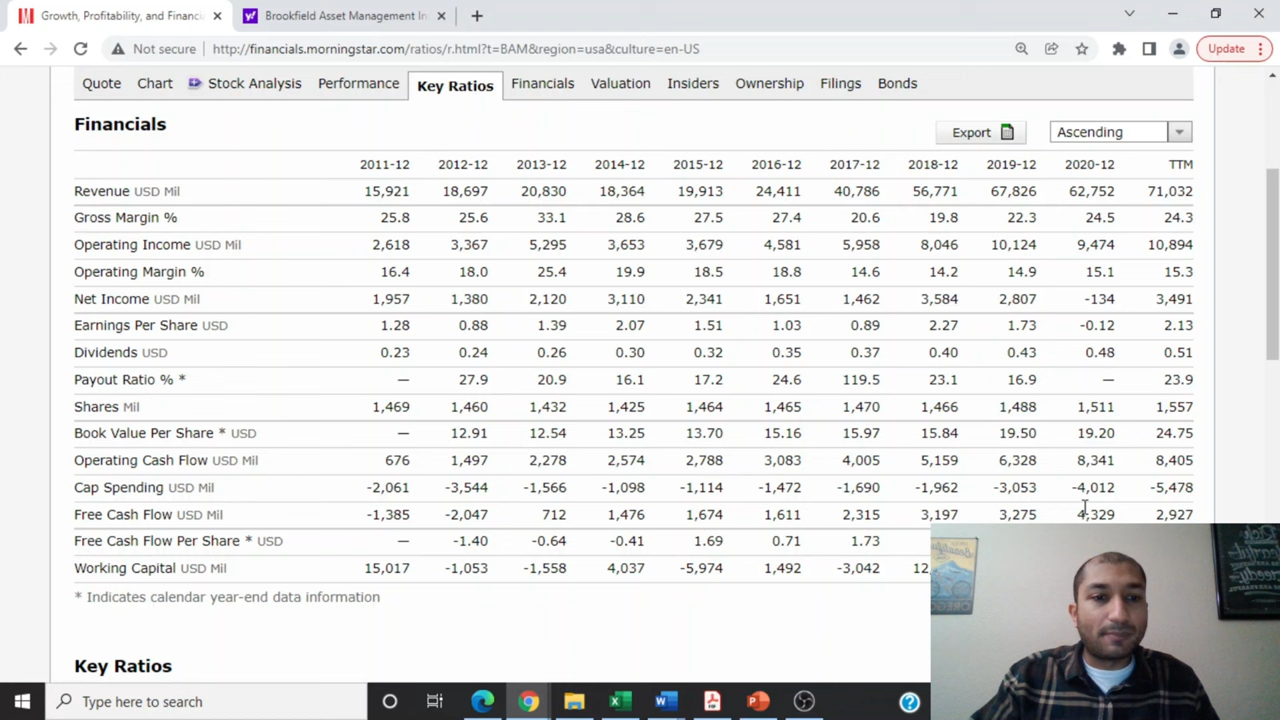 Growth, Profitability, and Financi
Brookfield Asset Management In
Not secure
http://financials.morningstar.com/ratios/r.html?t=BAM&region=usa&culture=en-US
Update
Quote Chart Stock Analysis Performance Key Ratios Financials Valuation Insiders Ownership Filings Bonds
Financials
Export
Ascending
2011-12 2012-12 2013-12 2014-12 2015-12 2016-12 2017-12 2018-12 2019-12 2020-12 TTM
Revenue USD Mil 15,921 18,697 20,830 18,364 19,913 24,411 40,786 56,771 67,826 62,752 71,032
Gross Margin % 25.8 25.6 33.1 28.6 27.5 27.4 20.6 19.8 22.3 24.5 24.3
Operating Income USD Mil 2,618 3,367 5,295 3,653 3,679 4,581 5,958 8,046 10,124 9,474 10,894
Operating Margin % 16.4 18.0 25.4 19.9 18.5 18.8 14.6 14.2 14.9 15.1 15.3
Net Income USD Mil 1,957 1,380 2,120 3,110 2,341 1,651 1,462 3,584 2,807 -134 3,491
Earnings Per Share USD 1.28 0.88 1.39 2.07 1.51 1.03 0.89 2.27 1.73 -0.12 2.13
Dividends USD 0.23 0.24 0.26 0.30 0.32 0.35 0.37 0.40 0.43 0.48 0.51
Payout Ratio % * — 27.9 20.9 16.1 17.2 24.6 119.5 23.1 16.9 — 23.9
Shares Mil 1,469 1,460 1,432 1,425 1,464 1,465 1,470 1,466 1,488 1,511 1,557
Book Value Per Share * USD — 12.91 12.54 13.25 13.70 15.16 15.97 15.84 19.50 19.20 24.75
Operating Cash Flow USD Mil 676 1,497 2,278 2,574 2,788 3,083 4,005 5,159 6,328 8,341 8,405
Cap Spending USD Mil -2,061 -3,544 -1,566 -1,098 -1,114 -1,472 -1,690 -1,962 -3,053 -4,012 -5,478
Free Cash Flow USD Mil -1,385 -2,047 712 1,476 1,674 1,611 2,315 3,197 3,275 4,329 2,927
Free Cash Flow Per Share * USD — -1.40 -0.64 -0.41 1.69 0.71 1.73
Working Capital USD Mil 15,017 -1,053 -1,558 4,037 -5,974 1,492 -3,042 12,
* Indicates calendar year-end data information
Key Ratios
OREGON
Type here to search